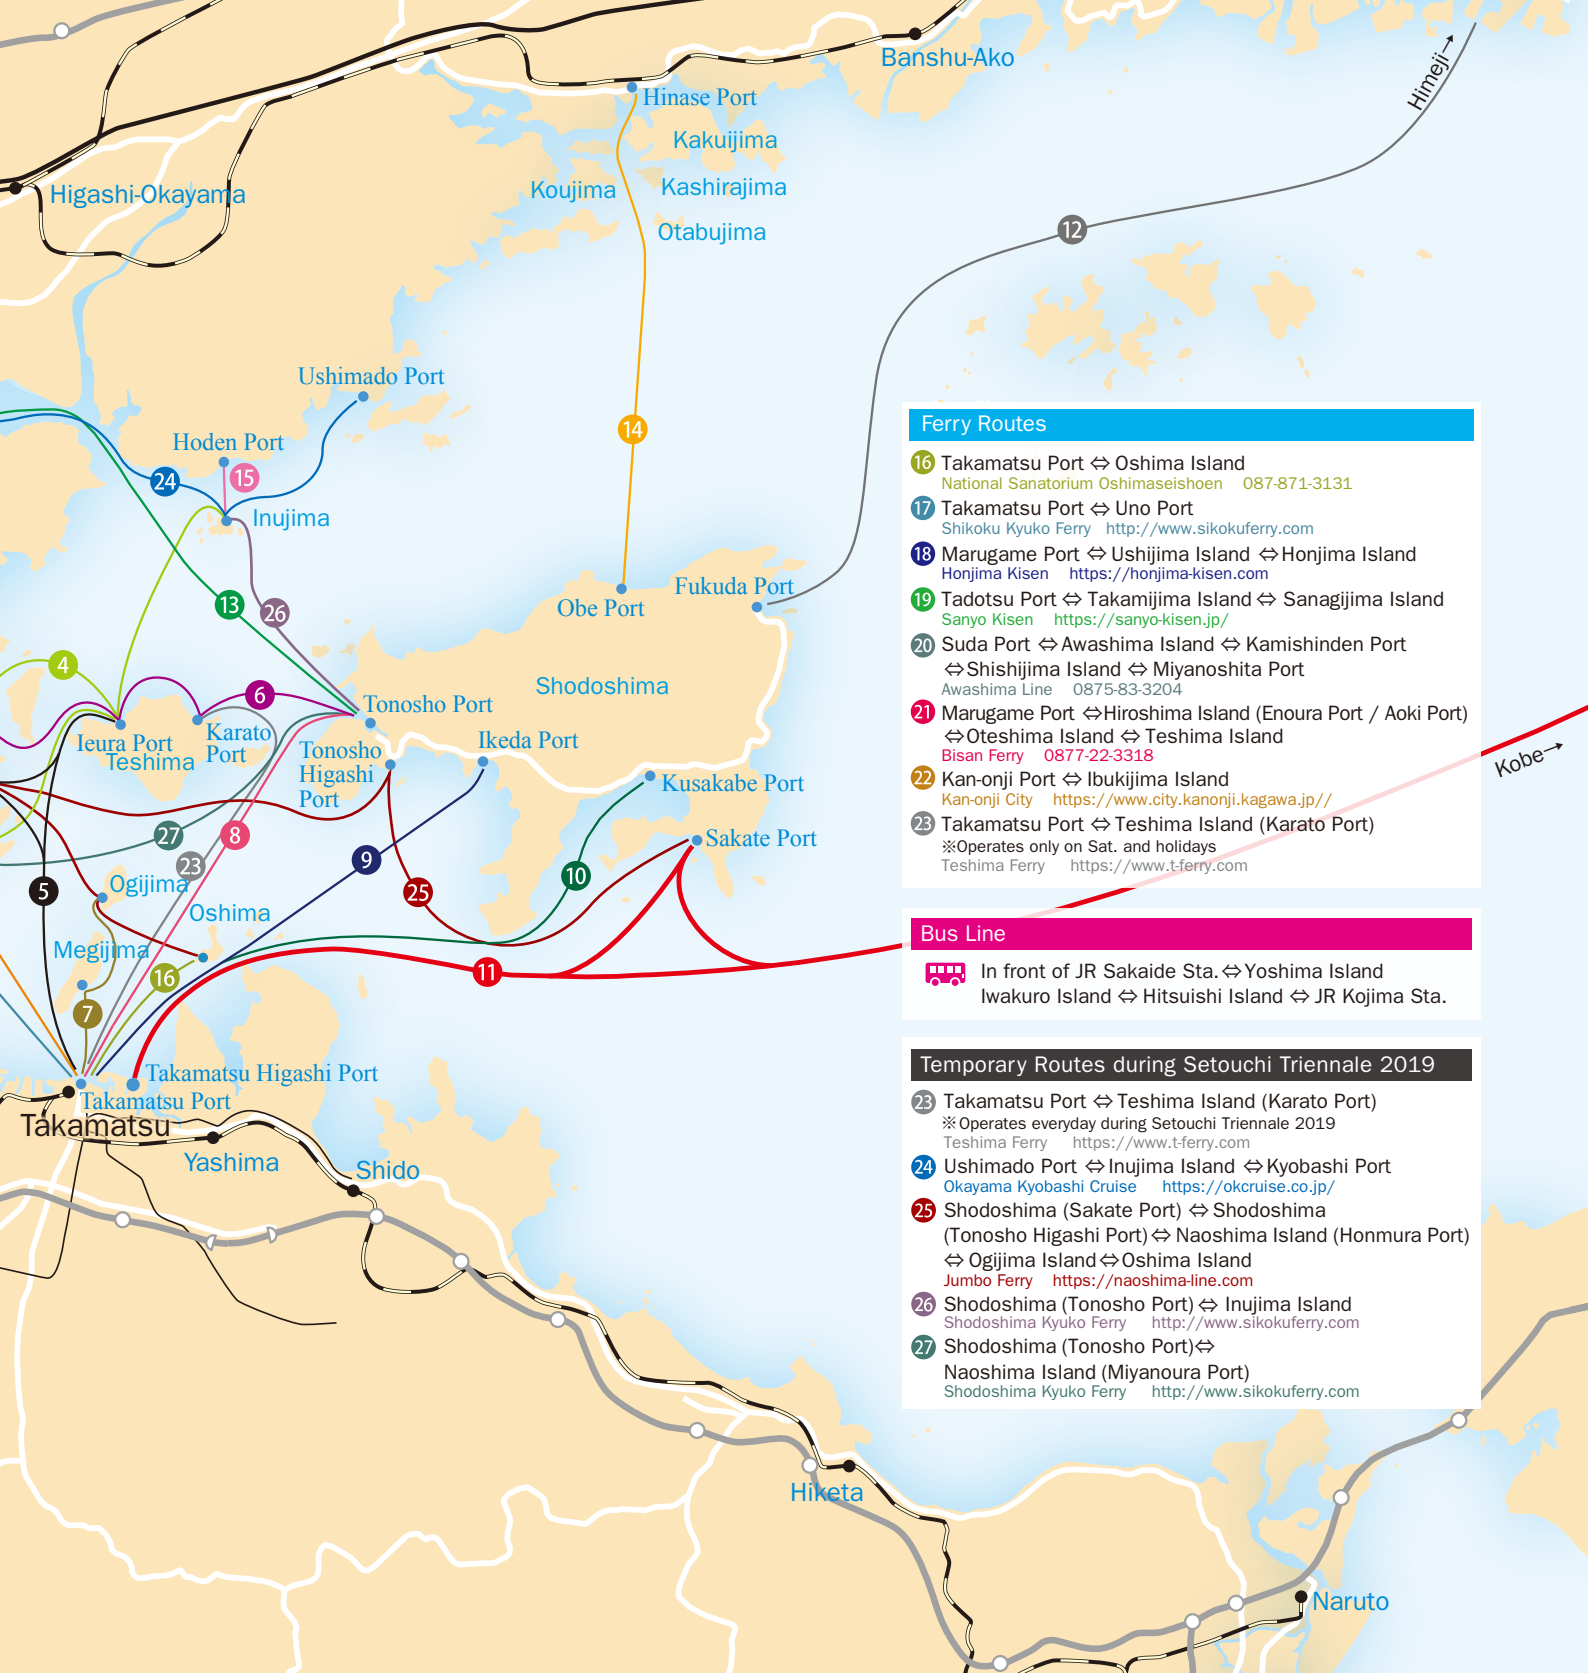 Banshu-Ako
Himeji→
Hinase Port
Kakuijima
Koujima
Kashirajima
Higashi-Okayama
Otabujima
12
Ushimado Port
14
Hoden Port
15
24
Inujima
13
26
Obe Port
Fukuda Port
4
6
Shodoshima
Tonosho Port
Karato
Port
Ieura Port
Teshima
Tonosho
Higashi
Port
Ikeda Port
Kusakabe Port
Sakate Port
27
8
23
9
10
5
25
Ogijima
Oshima
Megijima
16
11
7
Kobe→
Takamatsu Higashi Port
Takamatsu Port
Takamatsu
Yashima
Shido
Hiketa
Naruto
Ferry Routes
16 Takamatsu Port ⇔ Oshima Island
National Sanatorium Oshimaseishoen 087-871-3131
17 Takamatsu Port ⇔ Uno Port
Shikoku Kyuko Ferry http://www.sikokuferry.com
18 Marugame Port ⇔ Ushijima Island ⇔ Honjima Island
Honjima Kisen https://honjima-kisen.com
19 Tadotsu Port ⇔ Takamijima Island ⇔ Sanagijima Island
Sanyo Kisen https://sanyo-kisen.jp/
20 Suda Port ⇔ Awashima Island ⇔ Kamishinden Port
⇔ Shishijima Island ⇔ Miyanoshita Port
Awashima Line 0875-83-3204
21 Marugame Port ⇔ Hiroshima Island (Enoura Port / Aoki Port)
⇔ Oteshima Island ⇔ Teshima Island
Bisan Ferry 0877-22-3318
22 Kan-onji Port ⇔ Ibukijima Island
Kan-onji City https://www.city.kanonji.kagawa.jp//
23 Takamatsu Port ⇔ Teshima Island (Karato Port)
※Operates only on Sat. and holidays
Teshima Ferry https://www.t-ferry.com
Bus Line
In front of JR Sakaide Sta. ⇔ Yoshima Island
Iwakuro Island ⇔ Hitsuishi Island ⇔ JR Kojima Sta.
Temporary Routes during Setouchi Triennale 2019
23 Takamatsu Port ⇔ Teshima Island (Karato Port)
※Operates everyday during Setouchi Triennale 2019
Teshima Ferry https://www.t-ferry.com
24 Ushimado Port ⇔ Inujima Island ⇔ Kyobashi Port
Okayama Kyobashi Cruise https://okcruise.co.jp/
25 Shodoshima (Sakate Port) ⇔ Shodoshima
(Tonosho Higashi Port) ⇔ Naoshima Island (Honmura Port)
⇔ Ogijima Island ⇔ Oshima Island
Jumbo Ferry https://naoshima-line.com
26 Shodoshima (Tonosho Port) ⇔ Inujima Island
Shodoshima Kyuko Ferry http://www.sikokuferry.com
27 Shodoshima (Tonosho Port) ⇔
Naoshima Island (Miyanoura Port)
Shodoshima Kyuko Ferry http://www.sikokuferry.com